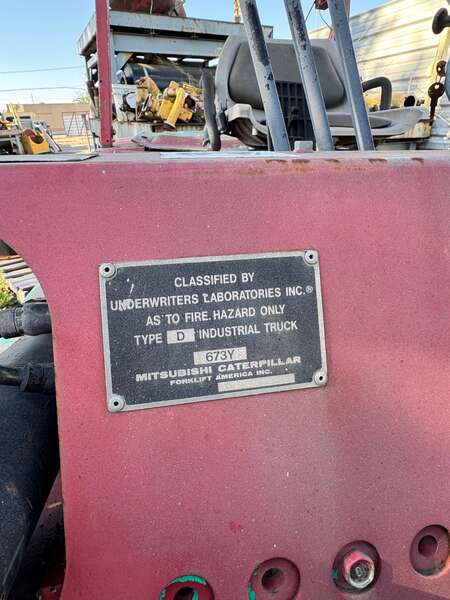 CLASSIFIED BY
UNDERWRITERS LABORATORIES INC.®
AS TO FIRE HAZARD ONLY
TYPE D INDUSTRIAL TRUCK
673Y
MITSUBISHI CATERPILLAR
FORKLIFT AMERICA INC.